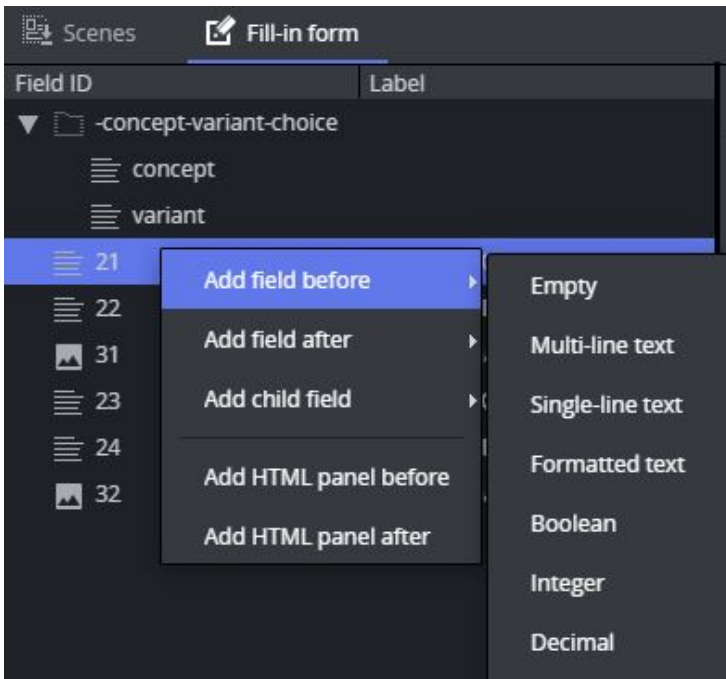 Scenes Fill-in form
Field ID Label
-concept-variant-choice
concept
variant
21
22
31
23
24
32
Add field before
Add field after
Add child field
Add HTML panel before
Add HTML panel after
Empty
Multi-line text
Single-line text
Formatted text
Boolean
Integer
Decimal